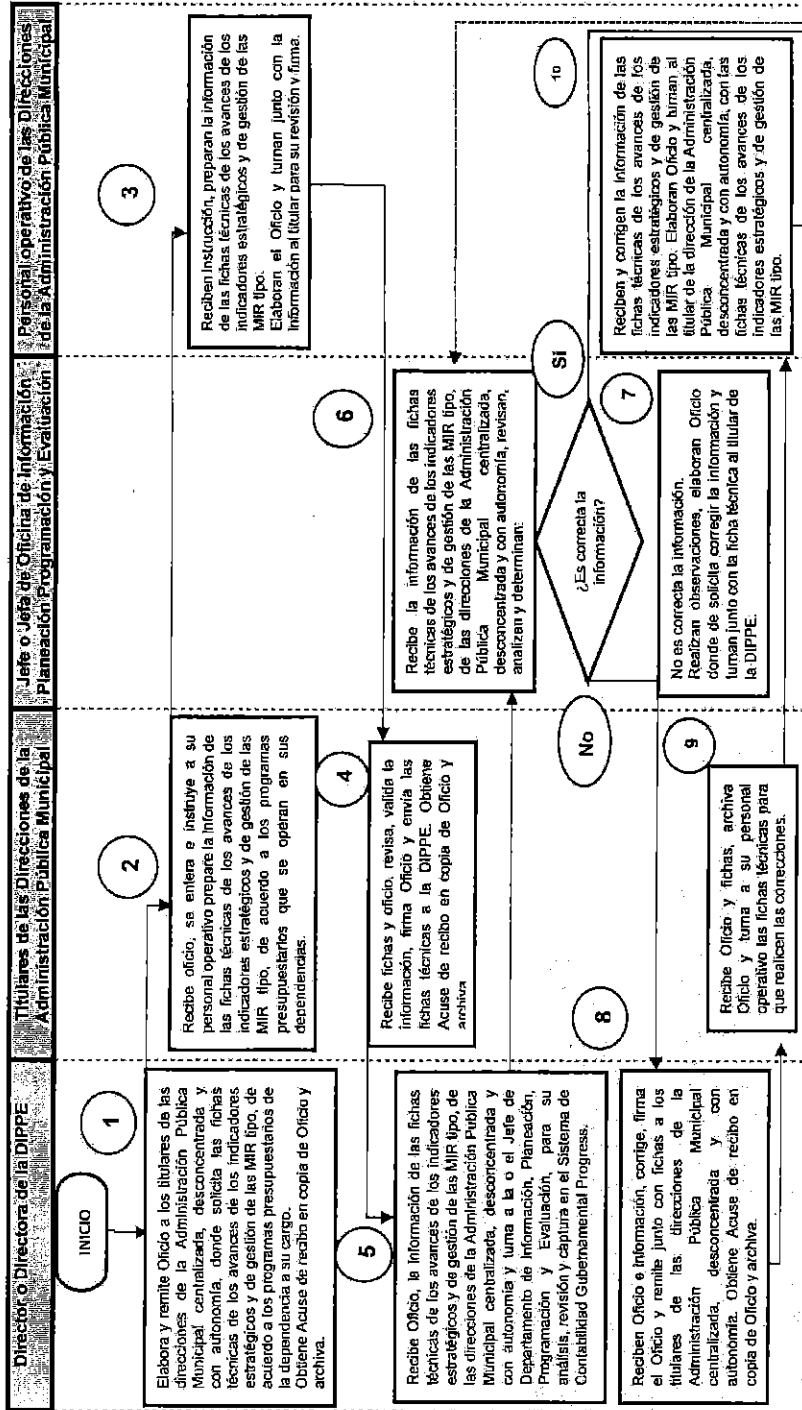 Director o Directora de la DIPPE
Titulares de las Direcciones de la
Administración Pública Municipal
Jefe o Jefa de Oficina de Información
Planeación Programación y Evaluación
Personal operativo de las Direcciones
de la Administración Pública Municipal
INICIO
1
Elabora y remite Oficio a los titulares de las
direcciones de la Administración Pública
Municipal centralizada, desconcentrada y
con autonomía, donde solicita las fichas
técnicas de los avances de los indicadores
estratégicos y de gestión de las MIR tipo, de
acuerdo a los programas presupuestarios de
la dependencia a su cargo.
Obtiene Acuse de recibo en copia de Oficio y
archiva.
2
Recibe oficio, se entera e instruye a su
personal operativo prepare la Información de
las fichas técnicas de los avances de los
indicadores estratégicos y de gestión de las
MIR tipo, de acuerdo a los programas
presupuestarios que se operan en sus
dependencias.
3
Reciben Instrucción, preparan la información
de las fichas técnicas de los avances de los
indicadores estratégicos y de gestión de las
MIR tipo.
Elaboran el Oficio y turnan junto con la
Información al titular para su revisión y firma.
4
Recibe fichas y oficio, revisa, valida la
información, firma Oficio y envía las
fichas técnicas a la DIPPE. Obtiene
Acuse de recibo en copia de Oficio y
archiva
5
Recibe Oficio, la Información de las fichas
técnicas de los avances de los indicadores
estratégicos y de gestión de las MIR tipo, de
las direcciones de la Administración Publica
Municipal centralizada, desconcentrada y
con autonomía y turna a la o el Jefe de
Departamento de Información, Planeación,
Programación y Evaluación, para su
análisis, revisión y captura en el Sistema de
Contabilidad Gubernamental Progress.
6
Recibe la información de las fichas
técnicas de los avances de los indicadores
estratégicos y de gestión de las MIR tipo,
de las direcciones de la Administración
Pública Municipal centralizada,
desconcentrada y con autonomía, revisan,
analizan y determinan:
¿Es correcta la
información?
Si
No
7
No es correcta la información.
Realizan observaciones, elaboran Oficio
donde de solicita corregir la información y
turnan junto con la ficha técnica al titular de
la DIPPE.
8
Reciben Oficio e Información, corrige, firma
el Oficio y remite junto con fichas a los
titulares de las direcciones de la
Administración Pública Municipal
centralizada, desconcentrada y con
autonomía. Obtiene Acuse de recibo en
copia de Oficio y archiva.
9
Recibe Oficio y fichas, archiva
Oficio y turna a su personal
operativo las fichas técnicas para
que realicen las correcciones.
10
Reciben y corrigen la información de las
fichas técnicas de los avances de los
indicadores estratégicos y de gestión de
las MIR tipo. Elaboran Oficio y turnan al
titular de la dirección de la Administración
Pública Municipal centralizada,
desconcentrada y con autonomía, con las
fichas técnicas de los avances de los
indicadores estratégicos y de gestión de
las MIR tipo.